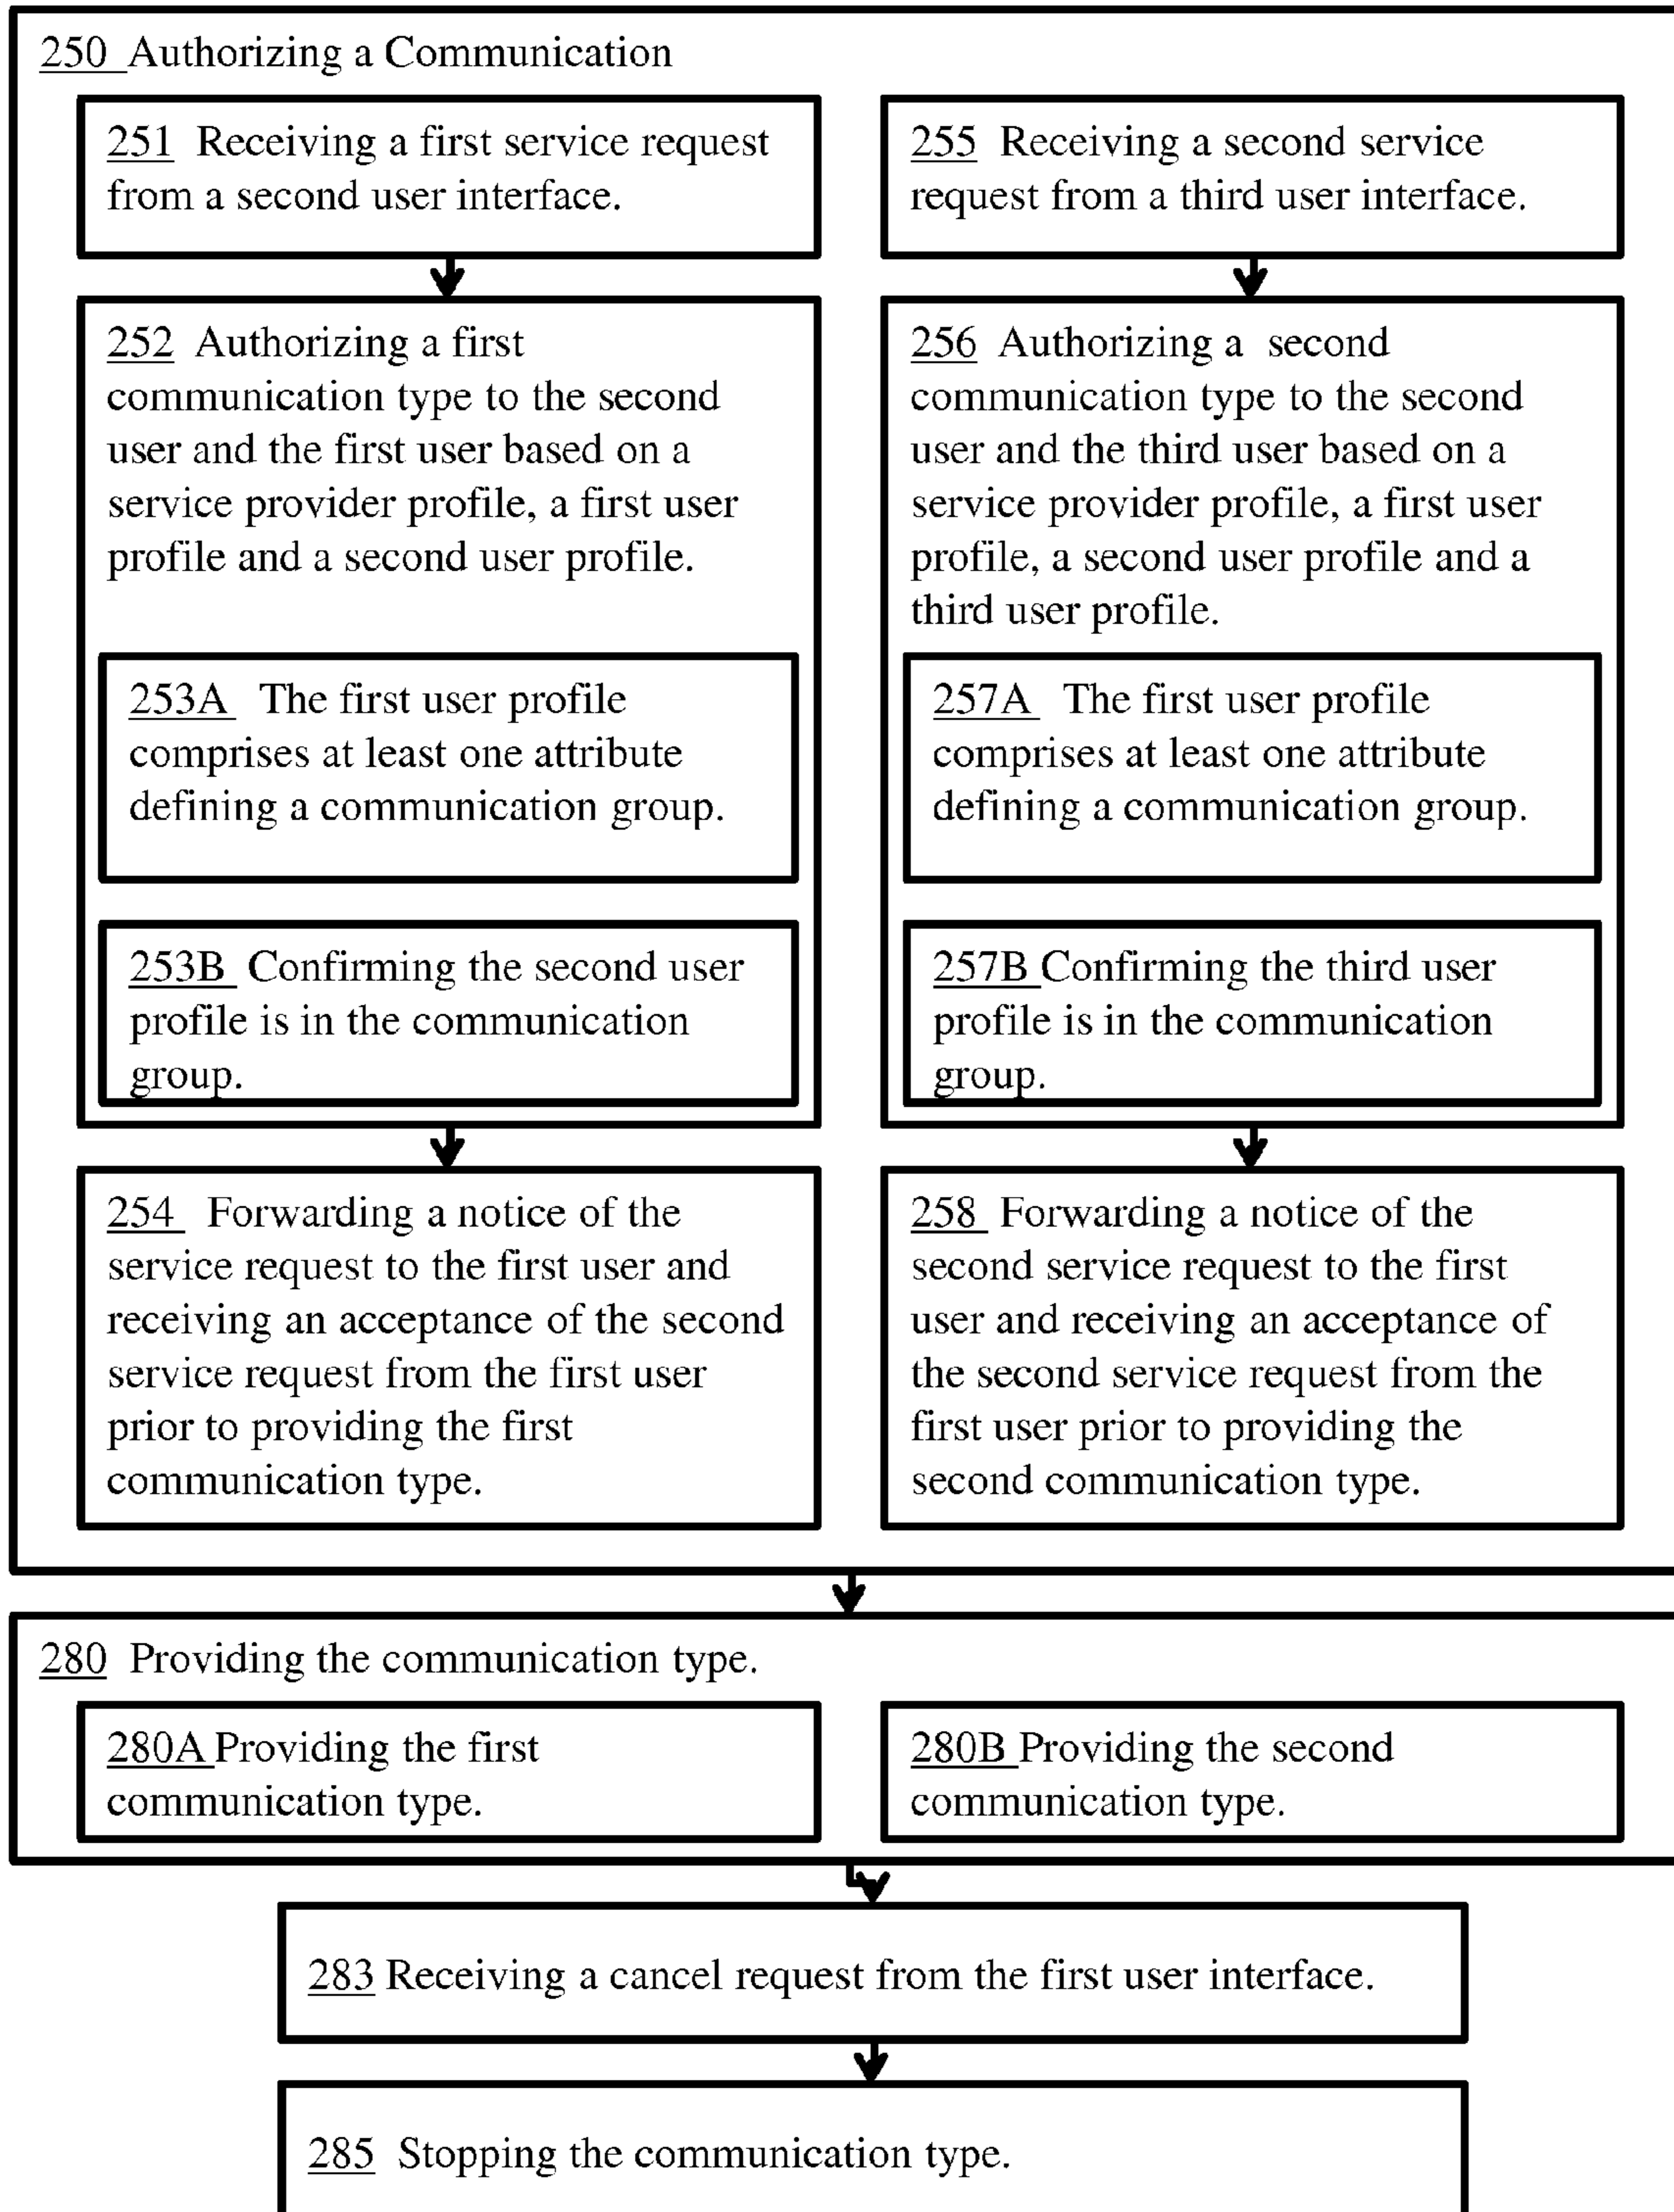 250 Authorizing a Communication
251 Receiving a first service request
from a second user interface.
252 Authorizing a first
communication type to the second
user and the first user based on a
service provider profile, a first user
profile and a second user profile.
253A The first user profile
comprises at least one attribute
defining a communication group.
253B Confirming the second user
profile is in the communication
group.
254 Forwarding a notice of the
service request to the first user and
receiving an acceptance of the second
service request from the first user
prior to providing the first
communication type.
255 Receiving a second service
request from a third user interface.
256 Authorizing a second
communication type to the second
user and the third user based on a
service provider profile, a first user
profile, a second user profile and a
third user profile.
257A The first user profile
comprises at least one attribute
defining a communication group.
257B Confirming the third user
profile is in the communication
group.
258 Forwarding a notice of the
second service request to the first
user and receiving an acceptance of
the second service request from the
first user prior to providing the
second communication type.
280 Providing the communication type.
280A Providing the first
communication type.
280B Providing the second
communication type.
283 Receiving a cancel request from the first user interface.
285 Stopping the communication type.